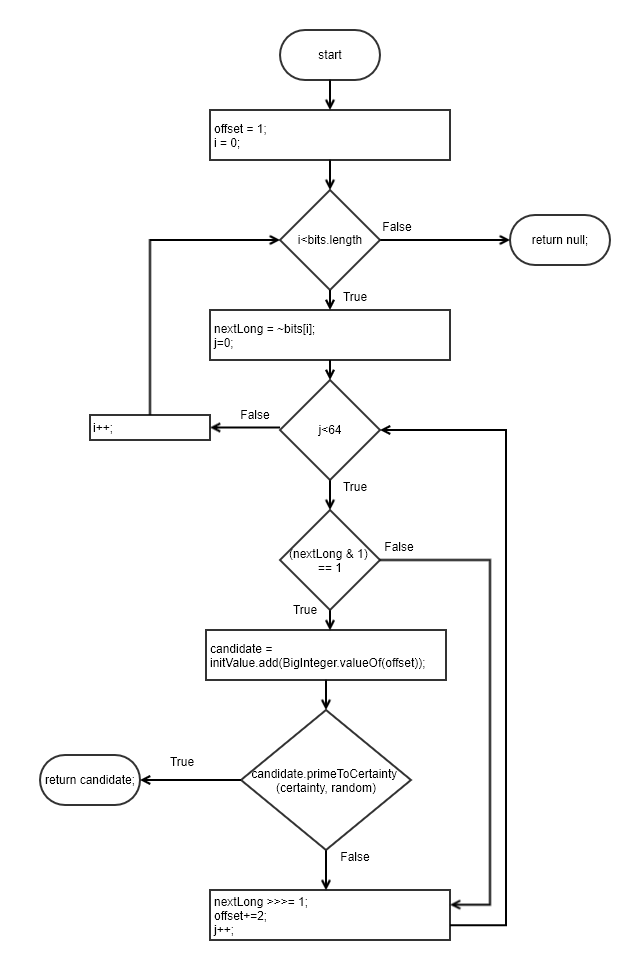 start
offset = 1;
i = 0;
i<bits.length
False
return null;
True
nextLong = ~bits[i];
j=0;
False
i++;
j<64
True
(nextLong & 1)
== 1
False
True
candidate =
initValue.add(BigInteger.valueOf(offset));
candidate.primeToCertainty
(certainty, random)
True
return candidate;
False
nextLong >>>= 1;
offset+=2;
j++;